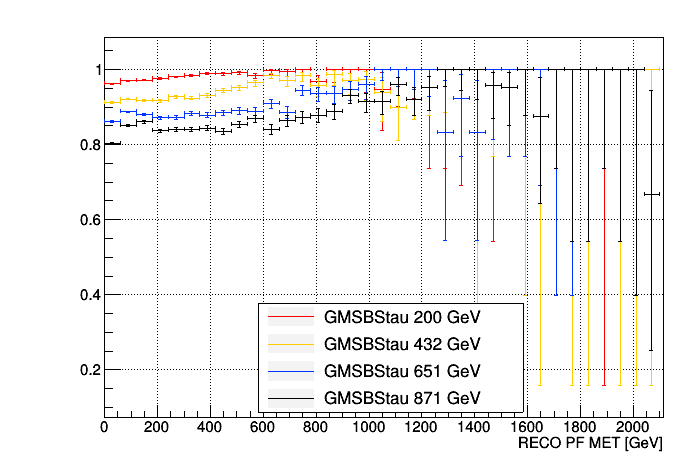 1
0.8
0.6
0.4
0.2
GMSBStau 200 GeV
GMSBStau 432 GeV
GMSBStau 651 GeV
GMSBStau 871 GeV
0 200 400 600 800 1000 1200 1400 1600 1800 2000
RECO PF MET [GeV]